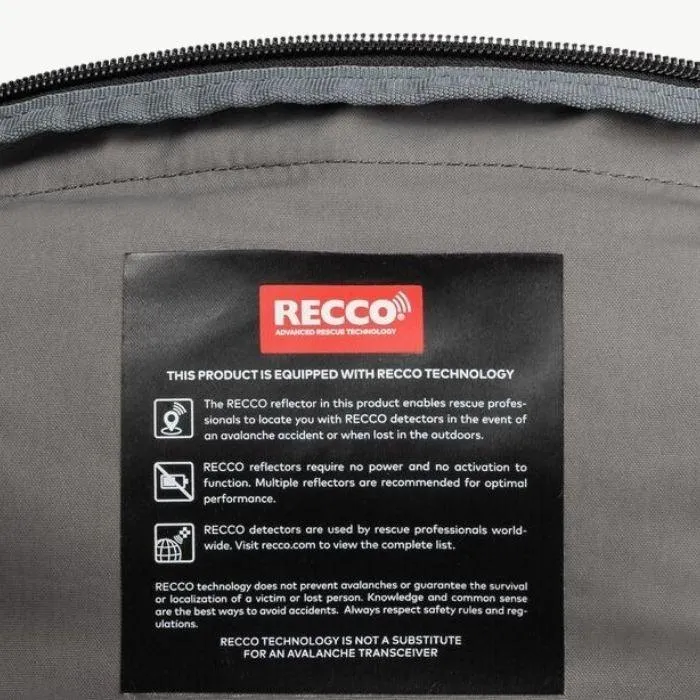 RECCO®
ADVANCED RESCUE TECHNOLOGY
THIS PRODUCT IS EQUIPPED WITH RECCO TECHNOLOGY
The RECCO reflector in this product enables rescue profes-
sionals to locate you with RECCO detectors in the event of
an avalanche accident or when lost in the outdoors.
RECCO reflectors require no power and no activation to
function. Multiple reflectors are recommended for optimal
performance.
RECCO detectors are used by rescue professionals world-
wide. Visit recco.com to view the complete list.
RECCO technology does not prevent avalanches or guarantee the survival
or localization of a victim or lost person. Knowledge and common sense
are the best ways to avoid accidents. Always respect safety rules and reg-
ulations.
RECCO TECHNOLOGY IS NOT A SUBSTITUTE
FOR AN AVALANCHE TRANSCEIVER